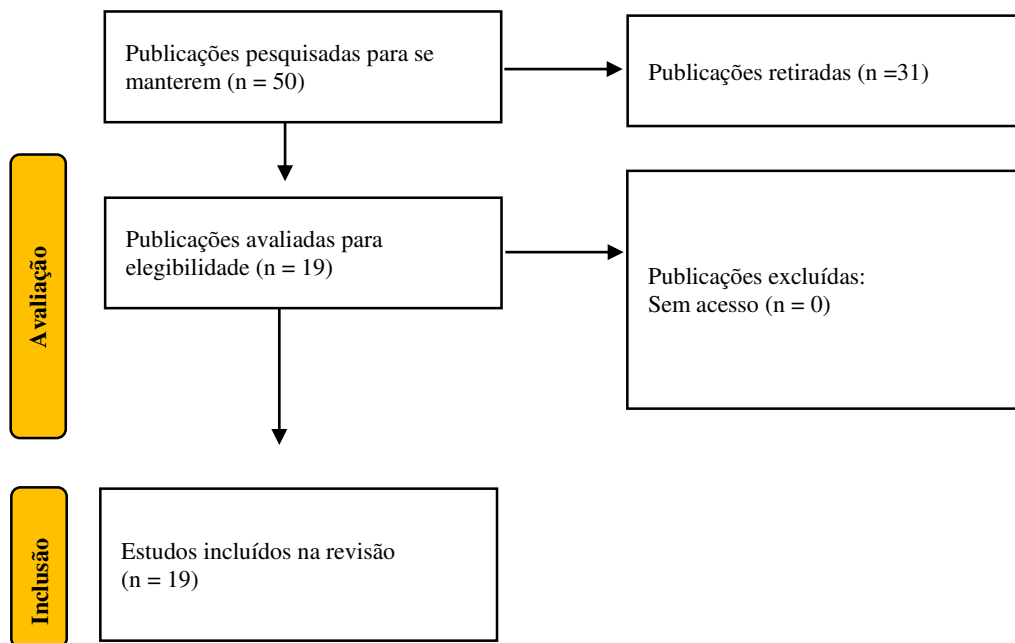 Publicações pesquisadas para se
manterem (n = 50)
Publicações retiradas (n =31)
Avaliação
Publicações avaliadas para
elegibilidade (n = 19)
Publicações excluídas:
Sem acesso (n = 0)
Inclusão
Estudos incluídos na revisão
(n = 19)